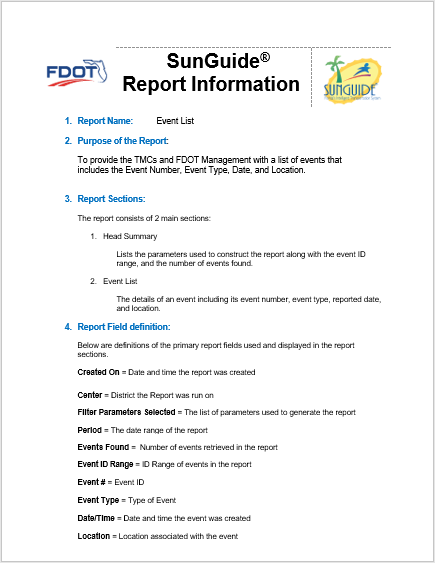 FDOT
SunGuide®
Report Information
SUNGUIDE
1. Report Name: Event List
2. Purpose of the Report:
To provide the TMCs and FDOT Management with a list of events that
includes the Event Number, Event Type, Date, and Location.
3. Report Sections:
The report consists of 2 main sections:
1. Head Summary
Lists the parameters used to construct the report along with the event ID
range, and the number of events found.
2. Event List
The details of an event including its event number, event type, reported date,
and location.
4. Report Field definition:
Below are definitions of the primary report fields used and displayed in the report
sections.
Created On = Date and time the report was created
Center = District the Report was run on
Filter Parameters Selected = The list of parameters used to generate the report
Period = The date range of the report
Events Found = Number of events retrieved in the report
Event ID Range = ID Range of events in the report
Event # = Event ID
Event Type = Type of Event
Date/Time = Date and time the event was created
Location = Location associated with the event